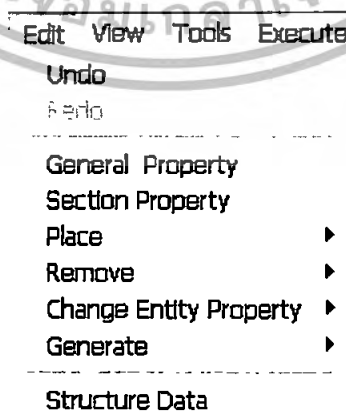 Edit View Tools Execute
Undo
Redo
General Property
Section Property
Place
Remove
Change Entity Property
Generate
Structure Data